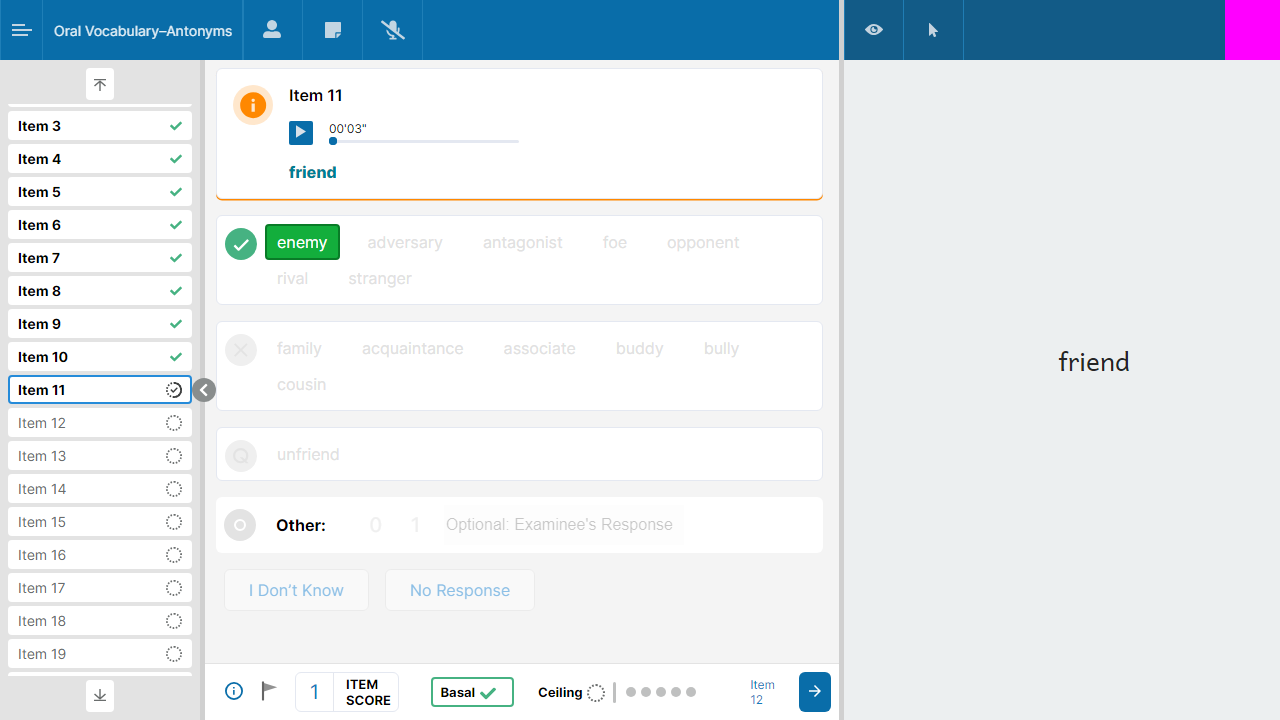 Oral Vocabulary–Antonyms
Item 3
Item 4
Item 5
Item 6
Item 7
Item 8
Item 9
Item 10
Item 11
Item 12
Item 13
Item 14
Item 15
Item 16
Item 17
Item 18
Item 19
Item 11
00'03"
friend
enemy adversary antagonist foe opponent
rival stranger
family acquaintance associate buddy bully
cousin
Q unfriend
Other: 0 1 Optional: Examinee's Response
I Don't Know No Response
1 ITEM SCORE Basal Ceiling Item 12
friend